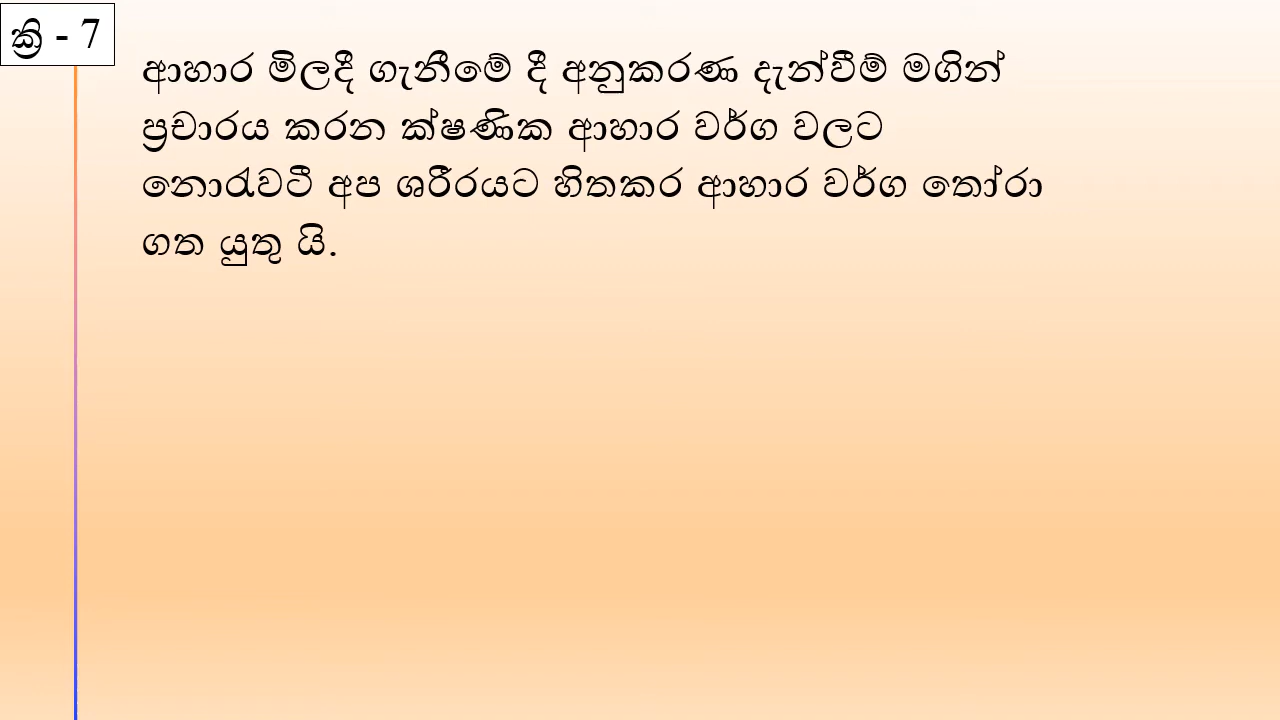 ක්‍රි - 7
ආහාර මිලදී ගැනීමේ දී අනුකරණ දැන්වීම් මගින්
ප්‍රචාරය කරන ක්ෂණික ආහාර වර්ග වලට
නොරැවටී අප ශරීරයට හිතකර ආහාර වර්ග තෝරා
ගත යුතු යි.